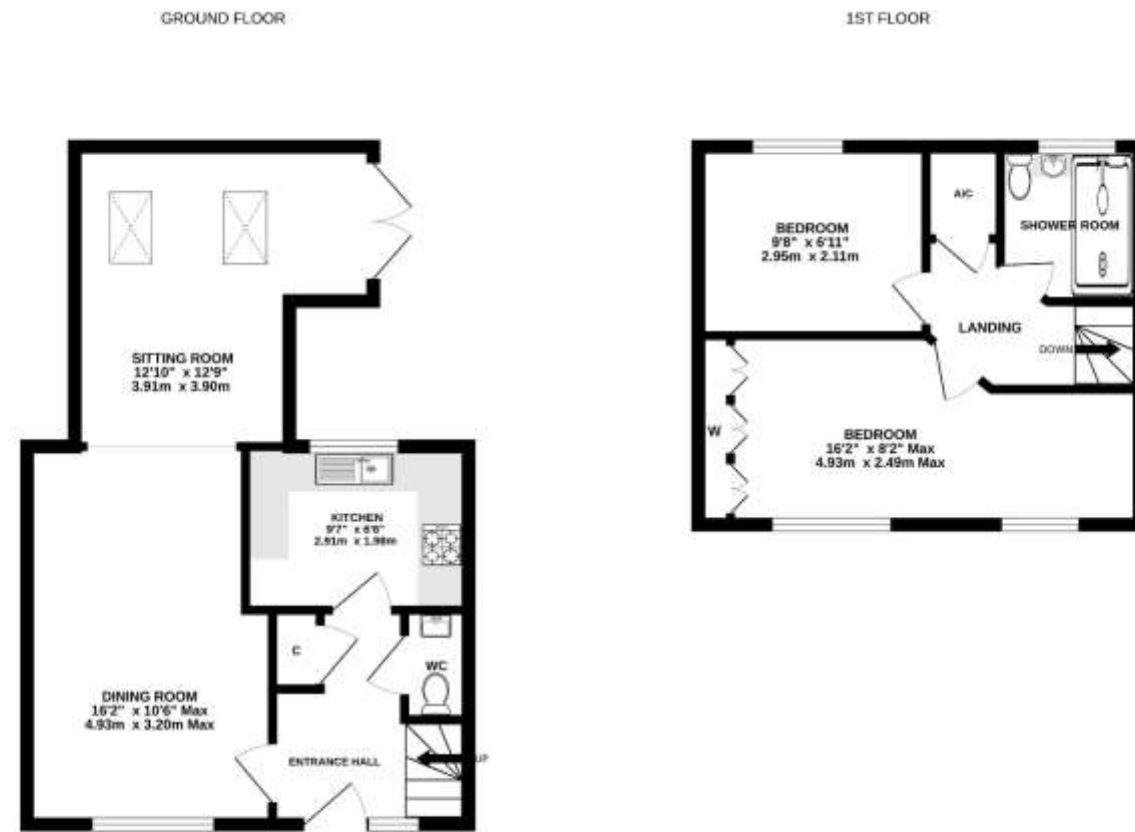 GROUND FLOOR
SITTING ROOM
12'10" x 12'9"
3.91m x 3.90m
KITCHEN
9'7" x 6'6"
2.91m x 1.98m
C
WC
DINING ROOM
16'2" x 10'6" Max
4.93m x 3.20m Max
ENTRANCE HALL
UP
1ST FLOOR
BEDROOM
9'8" x 6'11"
2.95m x 2.11m
A/C
SHOWER ROOM
LANDING
DOWN
W
BEDROOM
16'2" x 8'2" Max
4.93m x 2.49m Max